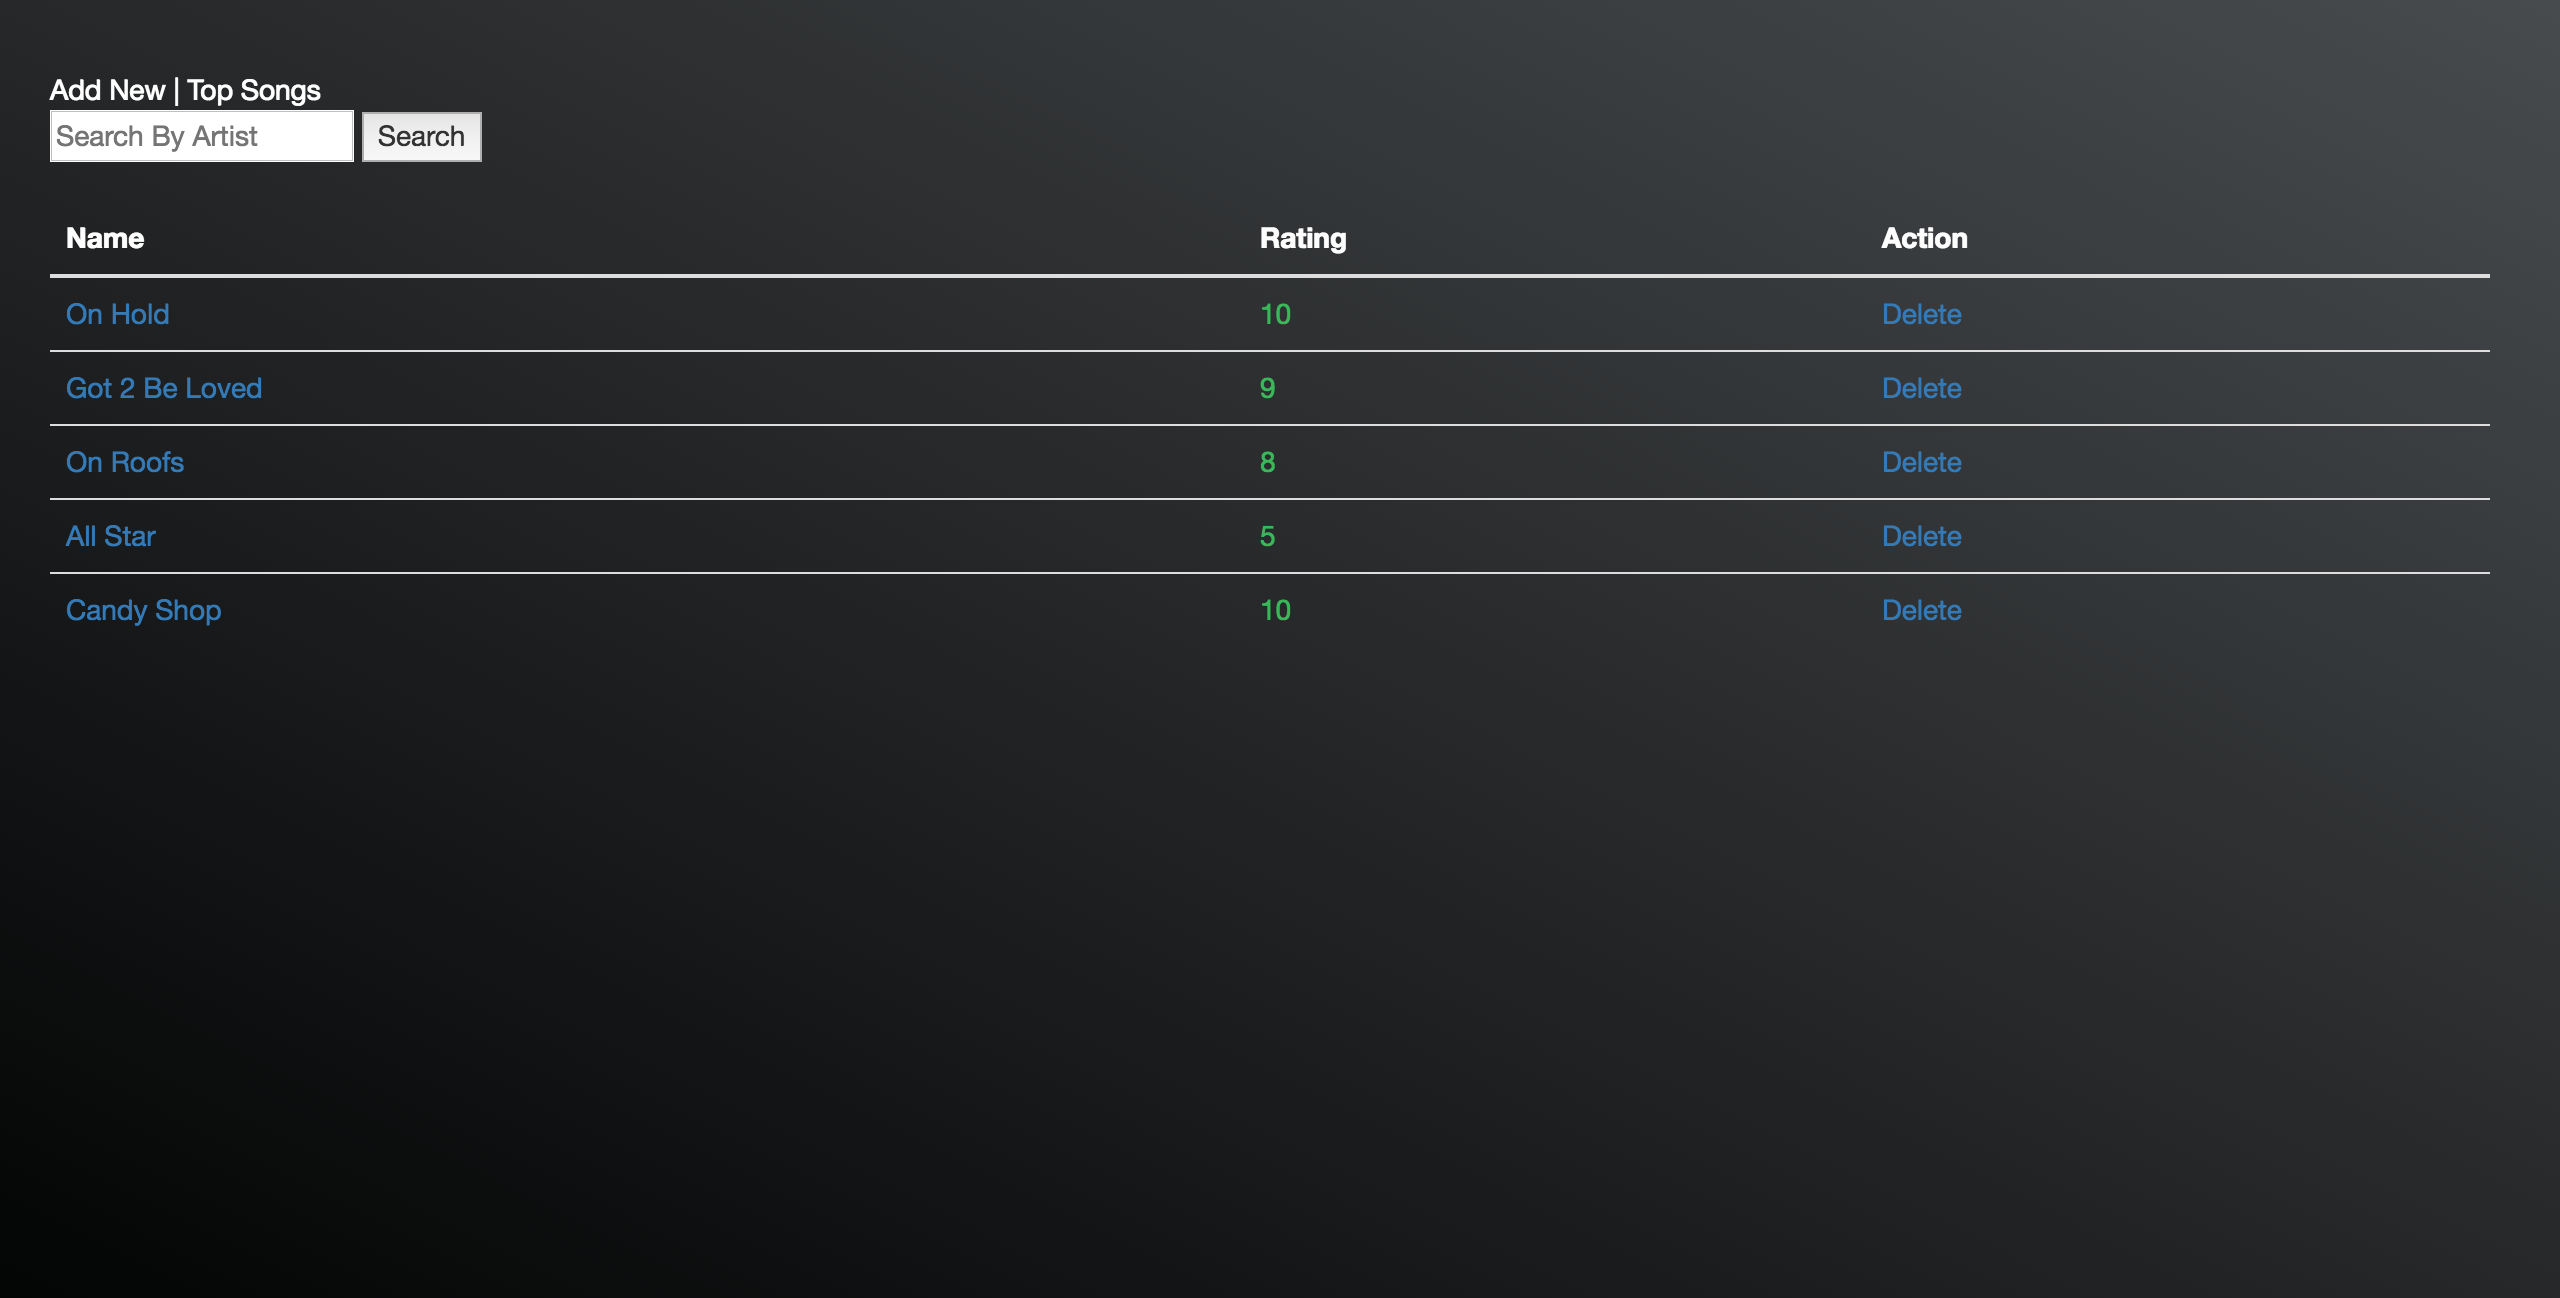 Add New | Top Songs
Search By Artist Search
Name Rating Action
On Hold 10 Delete
Got 2 Be Loved 9 Delete
On Roofs 8 Delete
All Star 5 Delete
Candy Shop 10 Delete